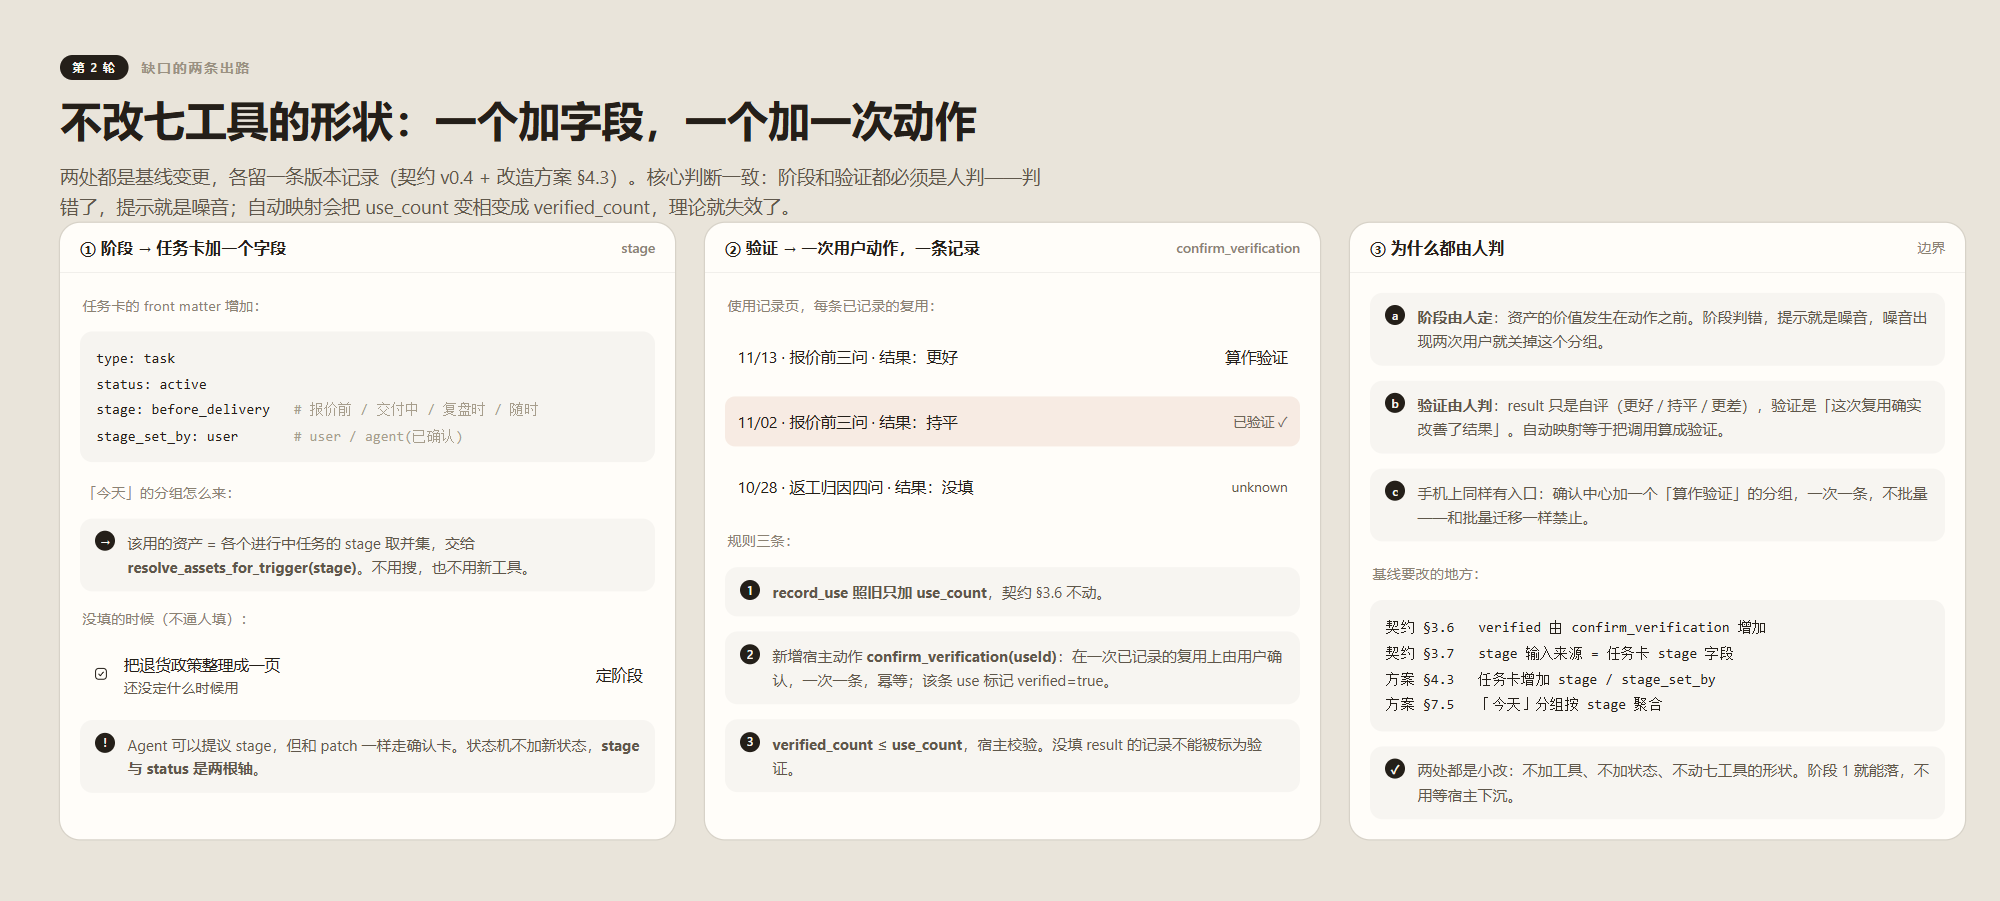 第 2 轮 缺口的两条出路
不改七工具的形状：一个加字段，一个加一次动作
两处都是基线变更，各留一条版本记录（契约 v0.4 + 改造方案 §4.3）。核心判断一致：阶段和验证都必须是人判——判
错了，提示就是噪音；自动映射会把 use_count 变相变成 verified_count，理论就失效了。
① 阶段 → 任务卡加一个字段 stage
任务卡的 front matter 增加：
type: task
status: active
stage: before_delivery # 报价前 / 交付中 / 复盘时 / 随时
stage_set_by: user # user / agent(已确认)
「今天」的分组怎么来：
→ 该用的资产 = 各个进行中任务的 stage 取并集，交给
resolve_assets_for_trigger(stage)。不用搜，也不用新工具。
没填的时候（不逼人填）：
把退货政策整理成一页
还没定什么时候用
定阶段
! Agent 可以提议 stage，但和 patch 一样走确认卡。状态机不加新状态，stage
与 status 是两根轴。
② 验证 → 一次用户动作，一条记录 confirm_verification
使用记录页，每条已记录的复用：
11/13 · 报价前三问 · 结果：更好 算作验证
11/02 · 报价前三问 · 结果：持平 已验证 ✓
10/28 · 返工归因四问 · 结果：没填 unknown
规则三条：
1 record_use 照旧只加 use_count，契约 §3.6 不动。
2 新增宿主动作 confirm_verification(useId)：在一次已记录的复用上由用户确
认，一次一条，幂等；该条 use 标记 verified=true。
3 verified_count ≤ use_count，宿主校验。没填 result 的记录不能被标为验
证。
③ 为什么都由人判 边界
a 阶段由人定：资产的价值发生在动作之前。阶段判错，提示就是噪音，噪音出
现两次用户就关掉这个分组。
b 验证由人判：result 只是自评（更好 / 持平 / 更差），验证是「这次复用确实
改善了结果」。自动映射等于把调用算成验证。
c 手机上同样有入口：确认中心加一个「算作验证」的分组，一次一条，不批量
——和批量迁移一样禁止。
基线要改的地方：
契约 §3.6 verified 由 confirm_verification 增加
契约 §3.7 stage 输入来源 = 任务卡 stage 字段
方案 §4.3 任务卡增加 stage / stage_set_by
方案 §7.5 「今天」分组按 stage 聚合
✓ 两处都是小改：不加工具、不加状态、不动七工具的形状。阶段 1 就能落，不
用等宿主下沉。